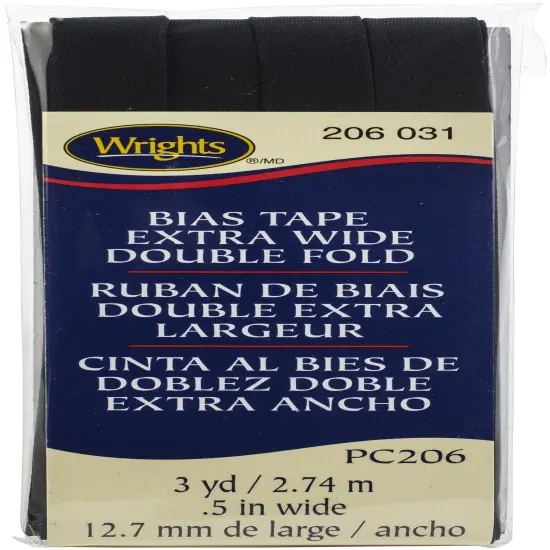 Wrights
®/MD
206 031
BIAS TAPE
EXTRA WIDE
DOUBLE FOLD
RUBAN DE BIAIS
DOUBLE EXTRA
LARGEUR
CINTA AL BIES DE
DOBLEZ DOBLE
EXTRA ANCHO
PC206
3 yd / 2.74 m
.5 in wide
12.7 mm de large / ancho